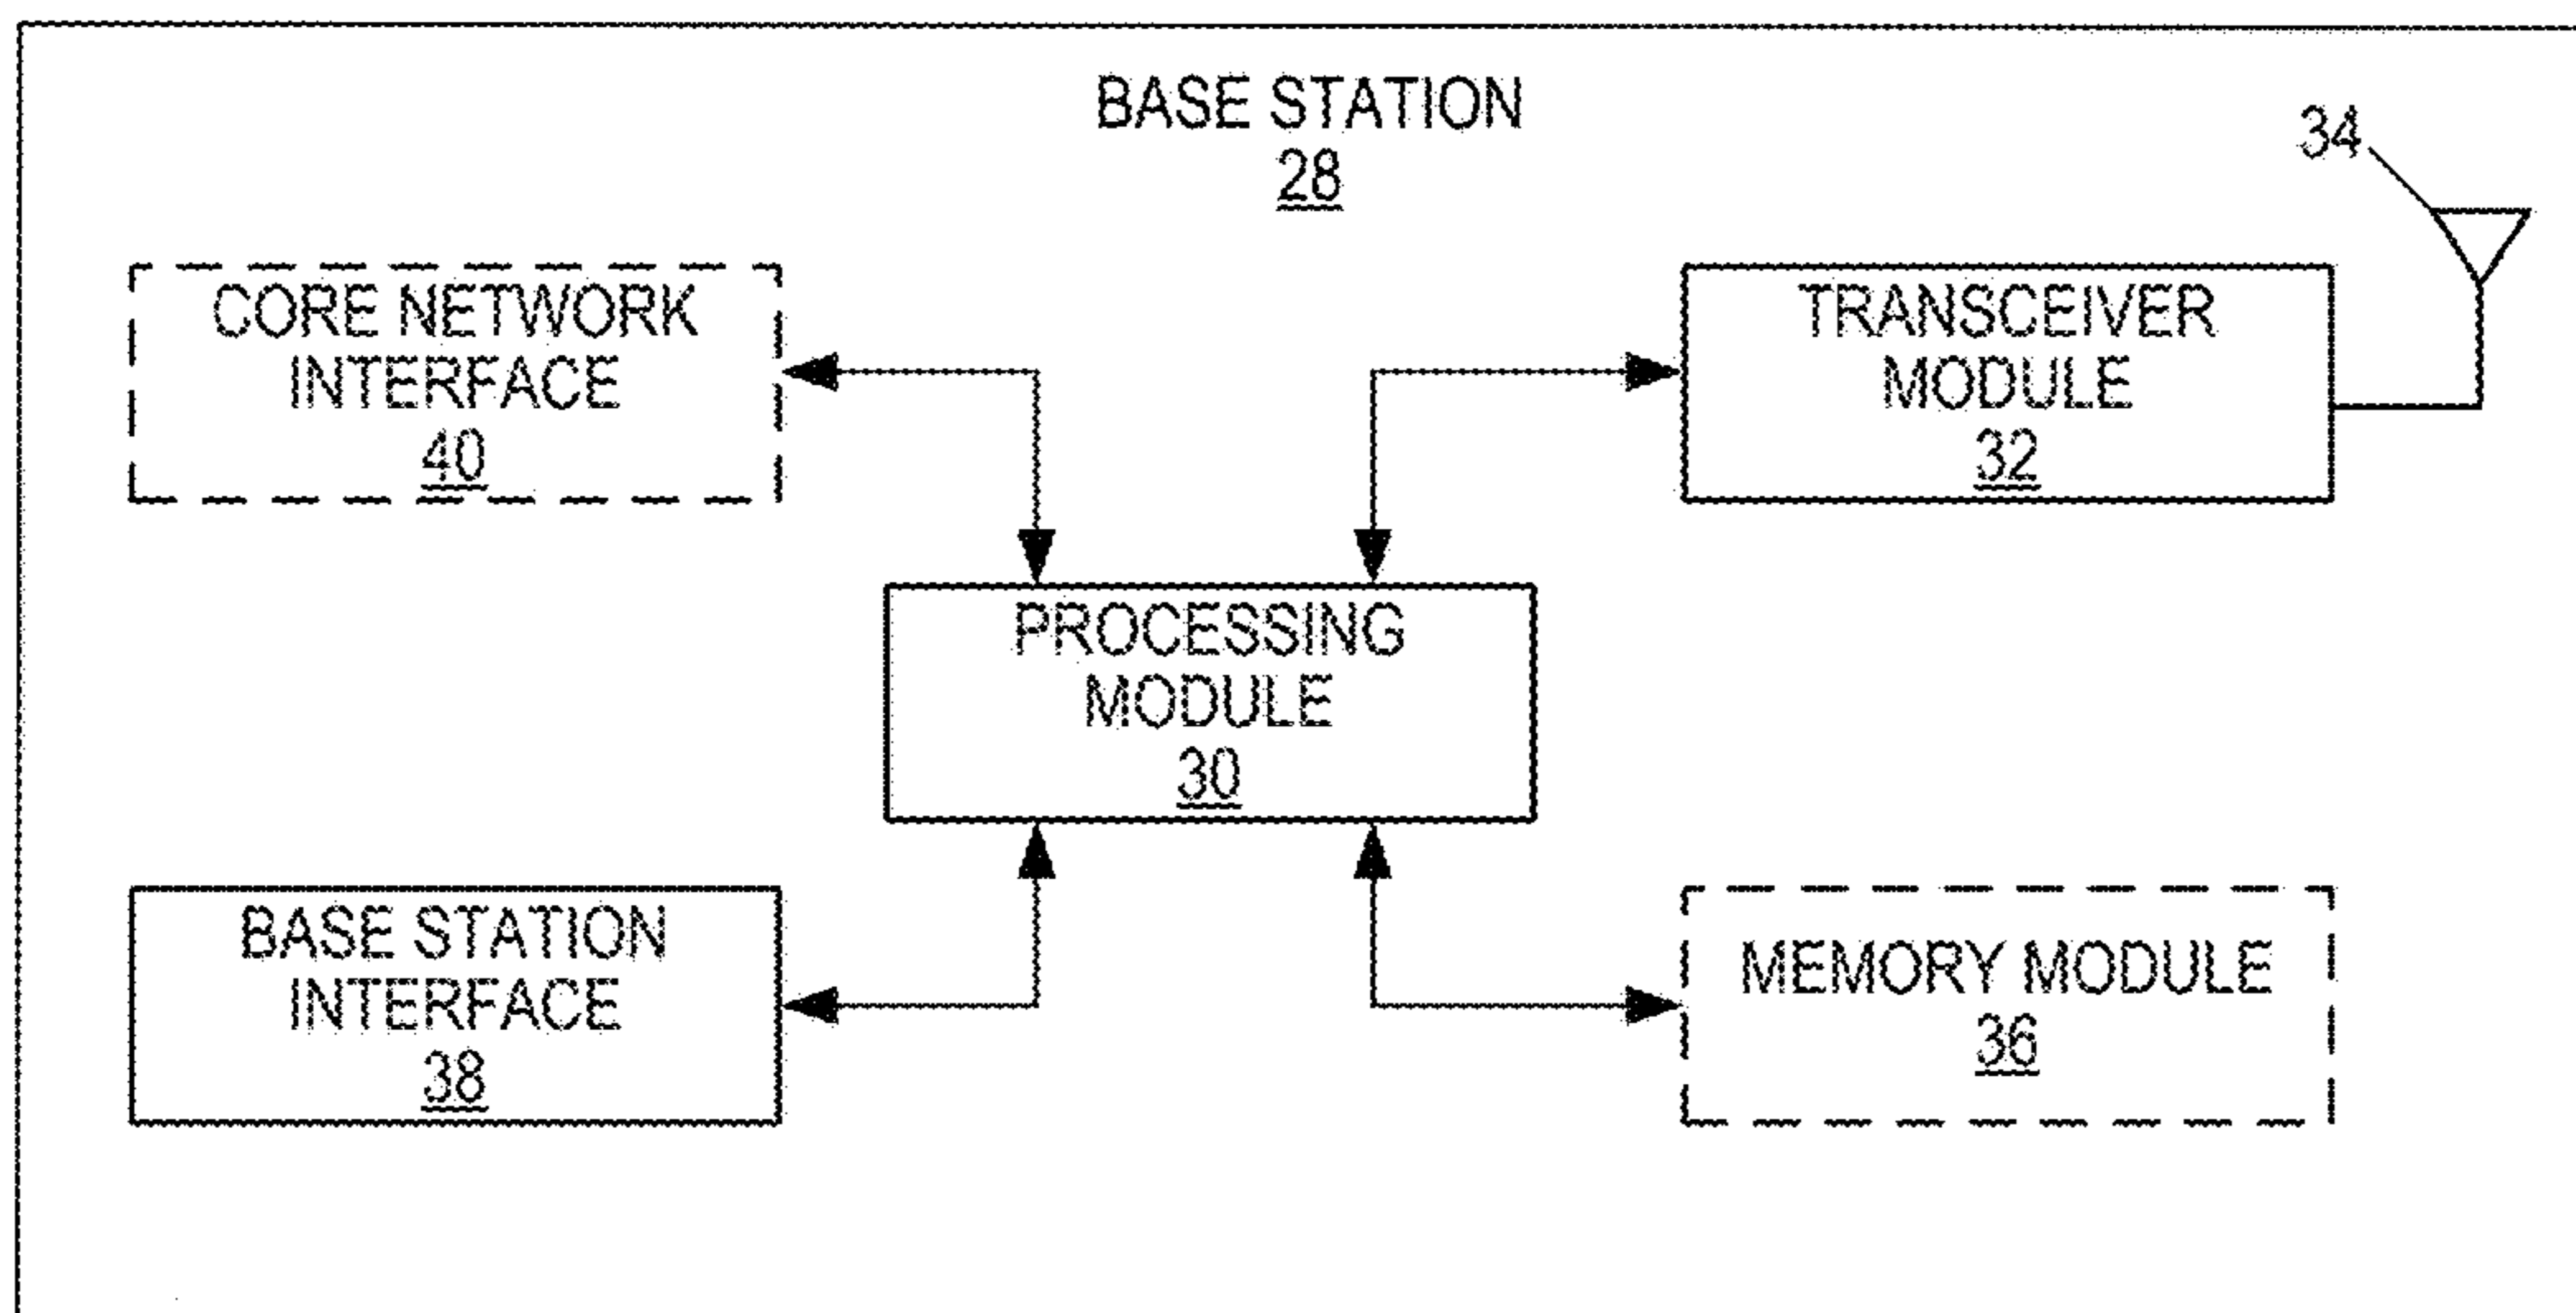 BASE STATION
28
34
CORE NETWORK
INTERFACE
40
TRANSCEIVER
MODULE
32
PROCESSING
MODULE
30
BASE STATION
INTERFACE
38
MEMORY MODULE
36